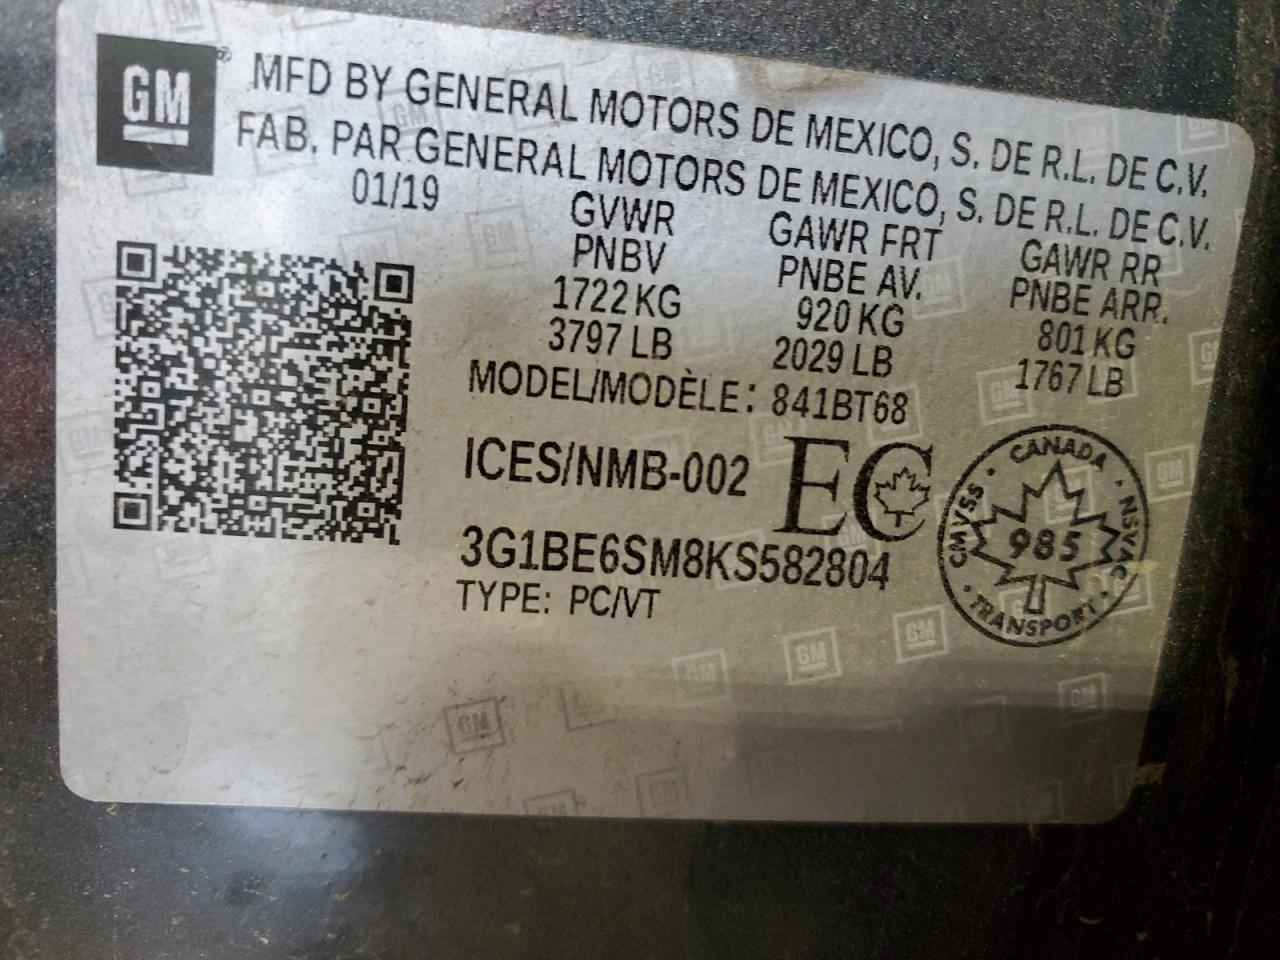 GM®
MFD BY GENERAL MOTORS DE MEXICO, S. DE R.L. DE C.V.
FAB. PAR GENERAL MOTORS DE MEXICO, S. DE R.L. DE C.V.
01/19 GVWR GAWR FRT GAWR RR
PNBV PNBE AV. PNBE ARR.
1722 KG 920 KG 801 KG
3797 LB 2029 LB 1767 LB
MODEL/MODÈLE: 841BT68
ICES/NMB-002 EC
3G1BE6SM8KS582804
TYPE: PC/VT
CANADA
CMVSS
985
NSVAC
TRANSPORT